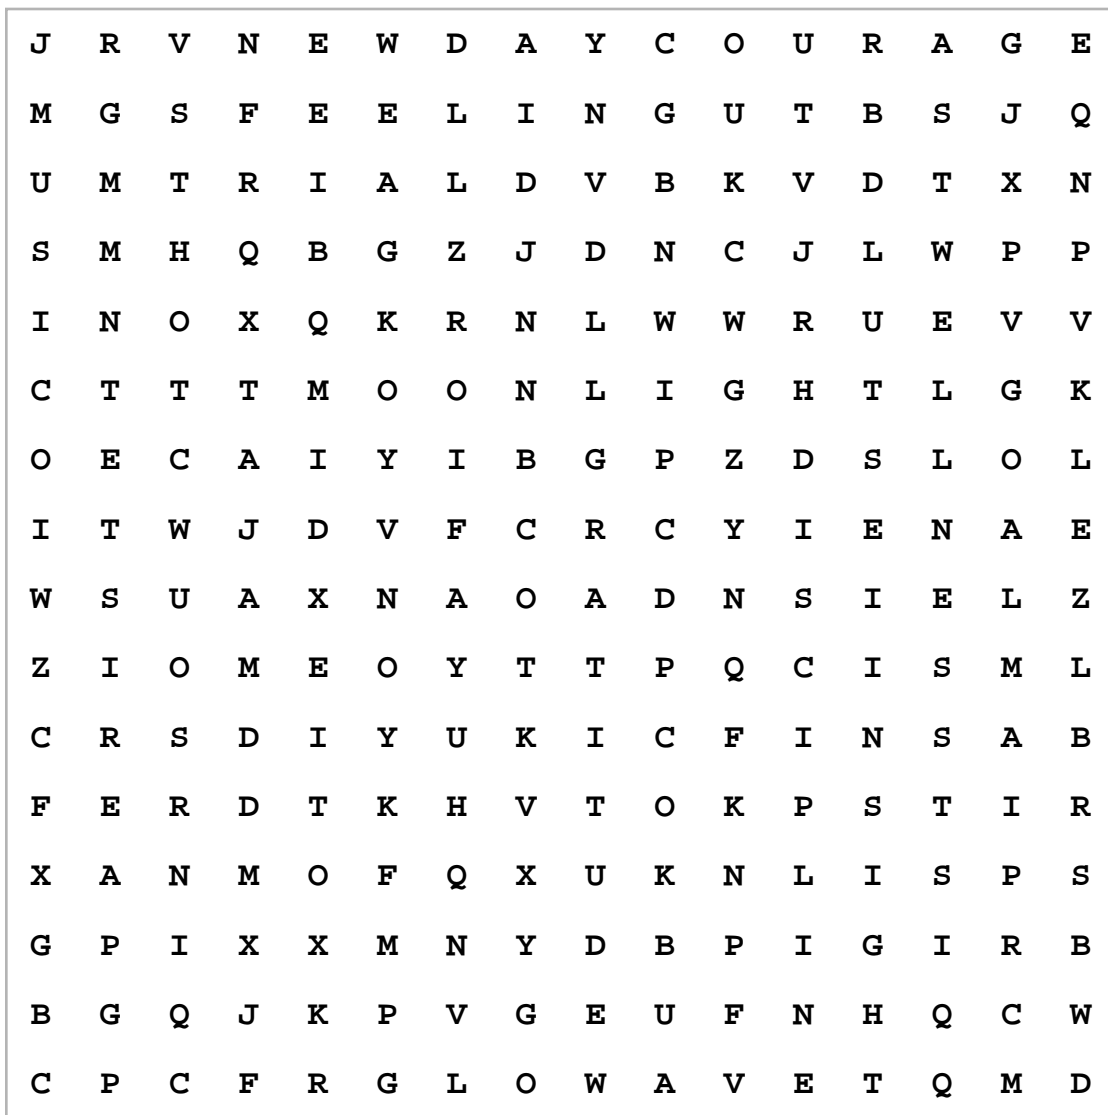 J R V N E W D A Y C O U R A G E
M G S F E E L I N G U T B S J Q
U M T R I A L D V B K V D T X N
S M H Q B G Z J D N C J L W P P
I N O X Q K R N L W W R U E V V
C T T T M O O N L I G H T L G K
O E C A I Y I B G P Z D S L O L
I T W J D V F C R C Y I E N A E
W S U A X N A O A D N S I E L Z
Z I O M E O Y T T P Q C I S M L
C R S D I Y U K I C F I N S A B
F E R D T K H V T O K P S T I R
X A N M O F Q X U K N L I S P S
G P I X X M N Y D B P I G I R B
B G Q J K P V G E U F N H Q C W
C P C F R G L O W A V E T Q M D